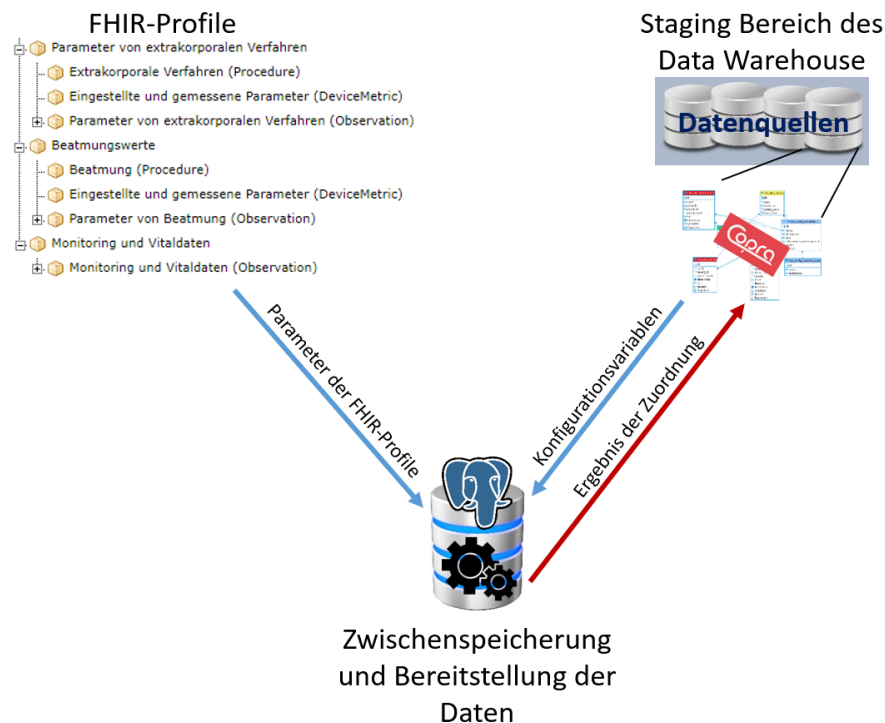 FHIR-Profile
Parameter von extrakorporalen Verfahren
Extrakorporale Verfahren (Procedure)
Eingestellte und gemessene Parameter (DeviceMetric)
Parameter von extrakorporalen Verfahren (Observation)
Beatmungswerte
Beatmung (Procedure)
Eingestellte und gemessene Parameter (DeviceMetric)
Parameter von Beatmung (Observation)
Monitoring und Vitaldaten
Monitoring und Vitaldaten (Observation)
Staging Bereich des
Data Warehouse
Datenquellen
Copra
Parameter der FHIR-Profile
Konfigurationsvariablen
Ergebnis der Zuordnung
Zwischenspeicherung
und Bereitstellung der
Daten